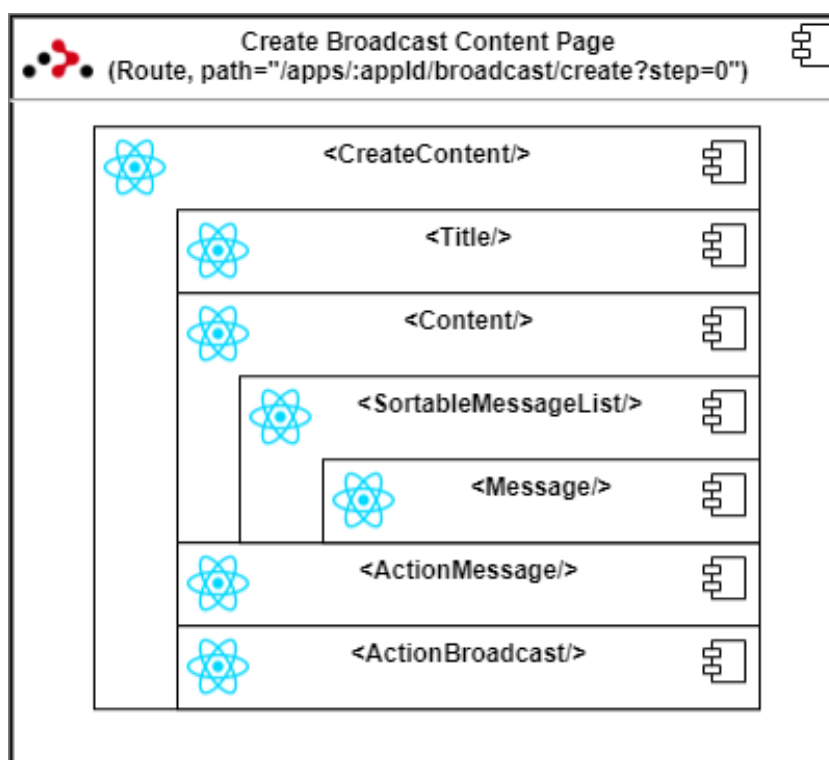 Create Broadcast Content Page
(Route, path="/apps/:appId/broadcast/create?step=0")
<CreateContent/>
<Title/>
<Content/>
<SortableMessageList/>
<Message/>
<ActionMessage/>
<ActionBroadcast/>